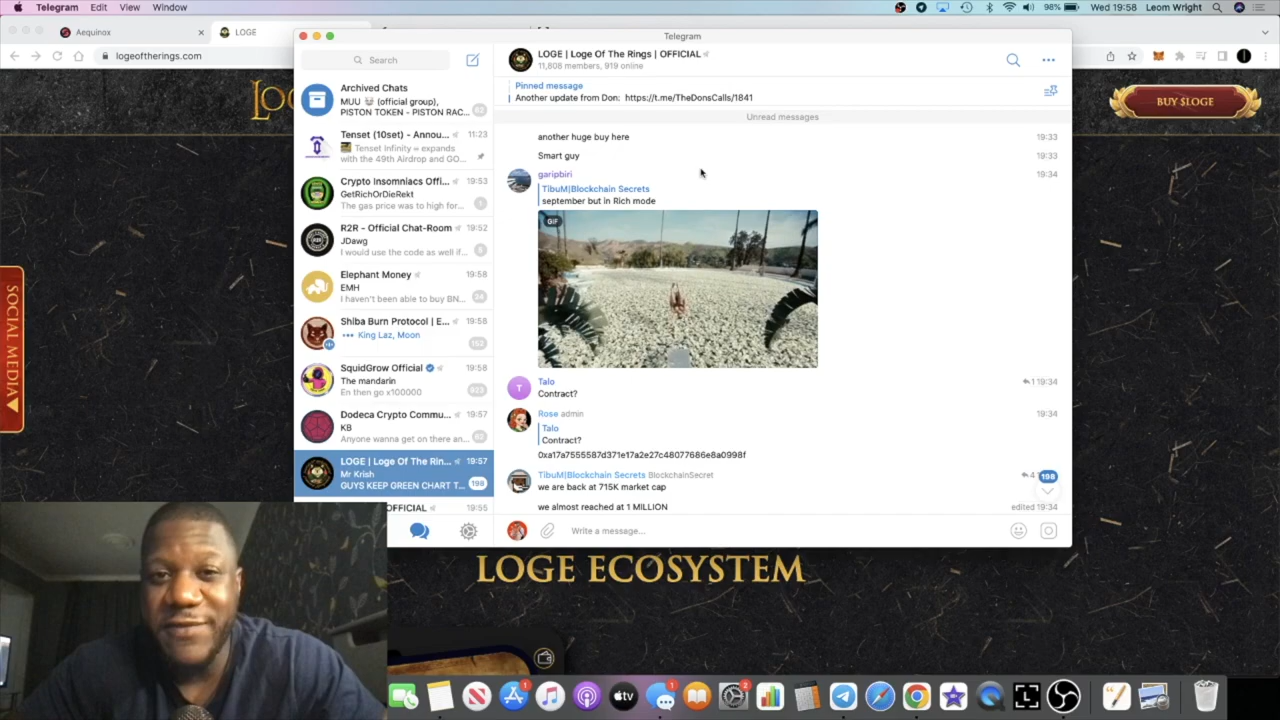 Telegram Edit View Window
98% Wed 19:58 Leom Wright
Aequinox
LOGE
logeoftherings.com
BUY $LOGE
SOCIAL MEDIA
Telegram
Search
Archived Chats
MUU (official group),
PISTON TOKEN - PISTON RAC...
62
Tenset (10set) - Annou... 11:23
Tenset Infinity ∞ expands
with the 49th Airdrop and GO...
Crypto Insomniacs Offi... 19:53
GetRichOrDieRekt
The gas price was to high for...
1
R2R - Official Chat-Room 19:52
JDawg
I would use the code as well if...
Elephant Money 19:58
EMH
I haven't been able to buy BN...
Shiba Burn Protocol | E... 19:58
King Laz, Moon
SquidGrow Official 19:58
The mandarin
En then go x100000
Dodeca Crypto Commu... 19:57
KB
Anyone wanna get on there an...
LOGE | Loge Of The Rin... 19:57
Mr Krish
GUYS KEEP GREEN CHART T...
198
OFFICIAL 19:55
LOGE | Loge Of The Rings | OFFICIAL
11,808 members, 919 online
Pinned message
Another update from Don: https://t.me/TheDonsCalls/1841
Unread messages
another huge buy here 19:33
Smart guy 19:33
garipbiri 19:34
TibuM|Blockchain Secrets
september but in Rich mode
GIF
T
Talo 1 19:34
Contract?
Rose admin 19:34
Talo
Contract?
0xa17a7555587d371e17a2e27c48077686e8a0998f
TibuM|Blockchain Secrets BlockchainSecret
we are back at 715K market cap
198
we almost reached at 1 MILLION edited 19:34
Write a message...
LOGE ECOSYSTEM